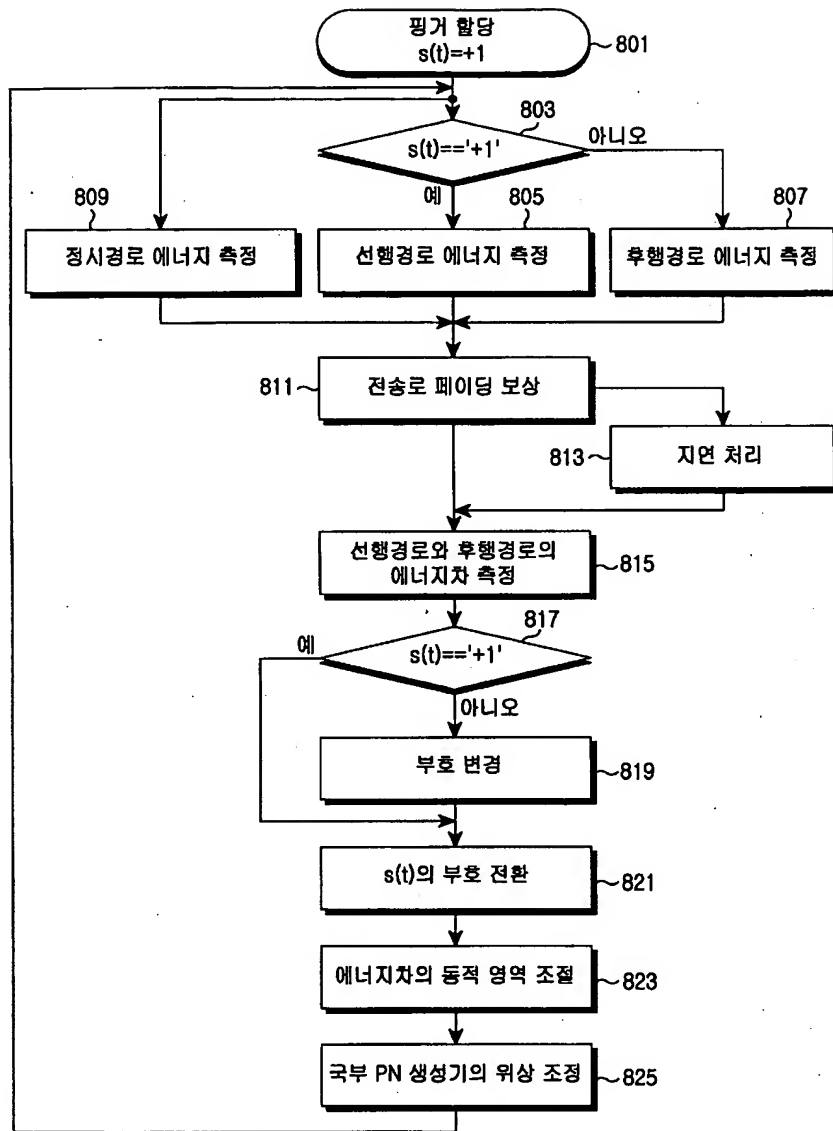 핑거 할당
s(t)=+1
801
803
s(t)=='+1'
아니오
예
809
정시경로 에너지 측정
805
선행경로 에너지 측정
807
후행경로 에너지 측정
811
전송로 페이딩 보상
813
지연 처리
선행경로와 후행경로의
에너지차 측정
815
817
예
s(t)=='+1'
아니오
부호 변경
819
s(t)의 부호 전환
821
에너지차의 동적 영역 조절
823
국부 PN 생성기의 위상 조정
825